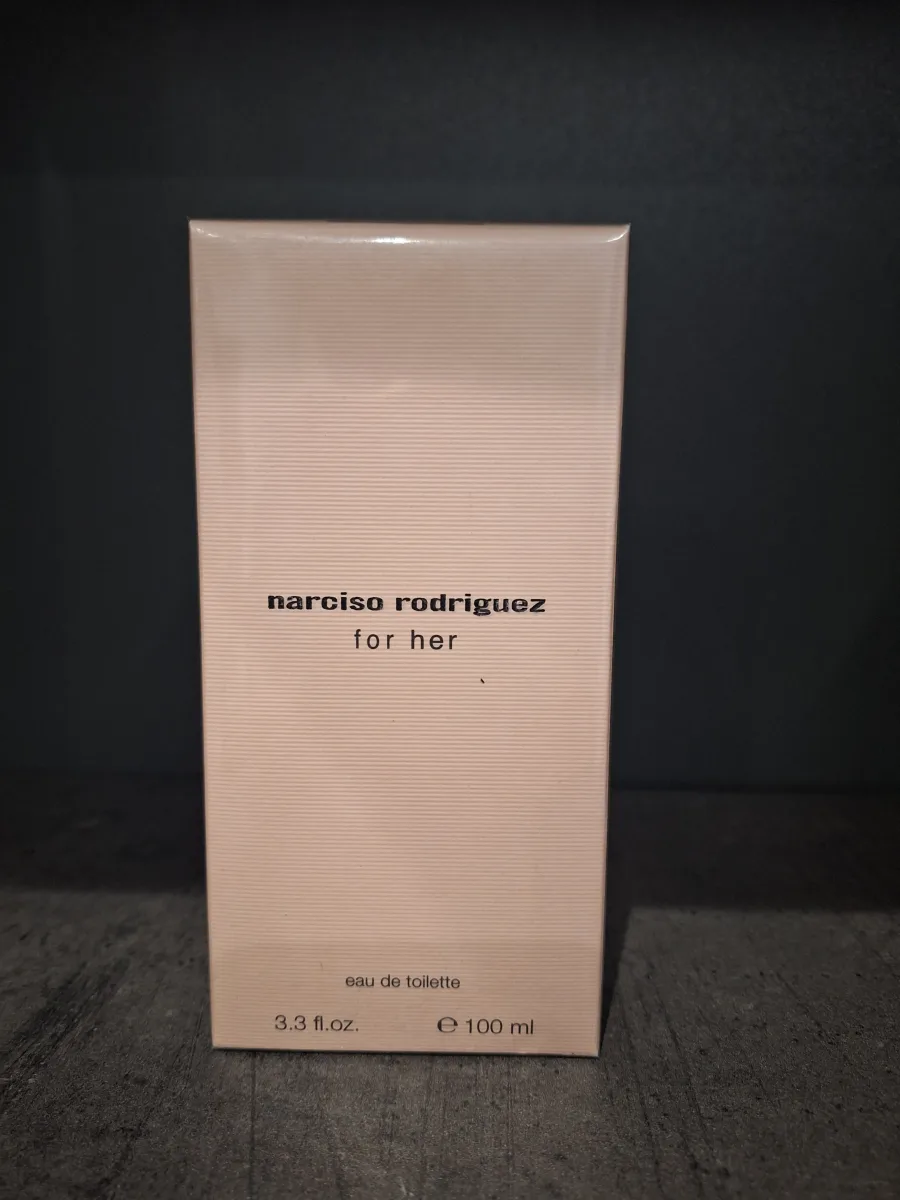 narciso rodriguez
for her
eau de toilette
3.3 fl.oz. ℮ 100 ml